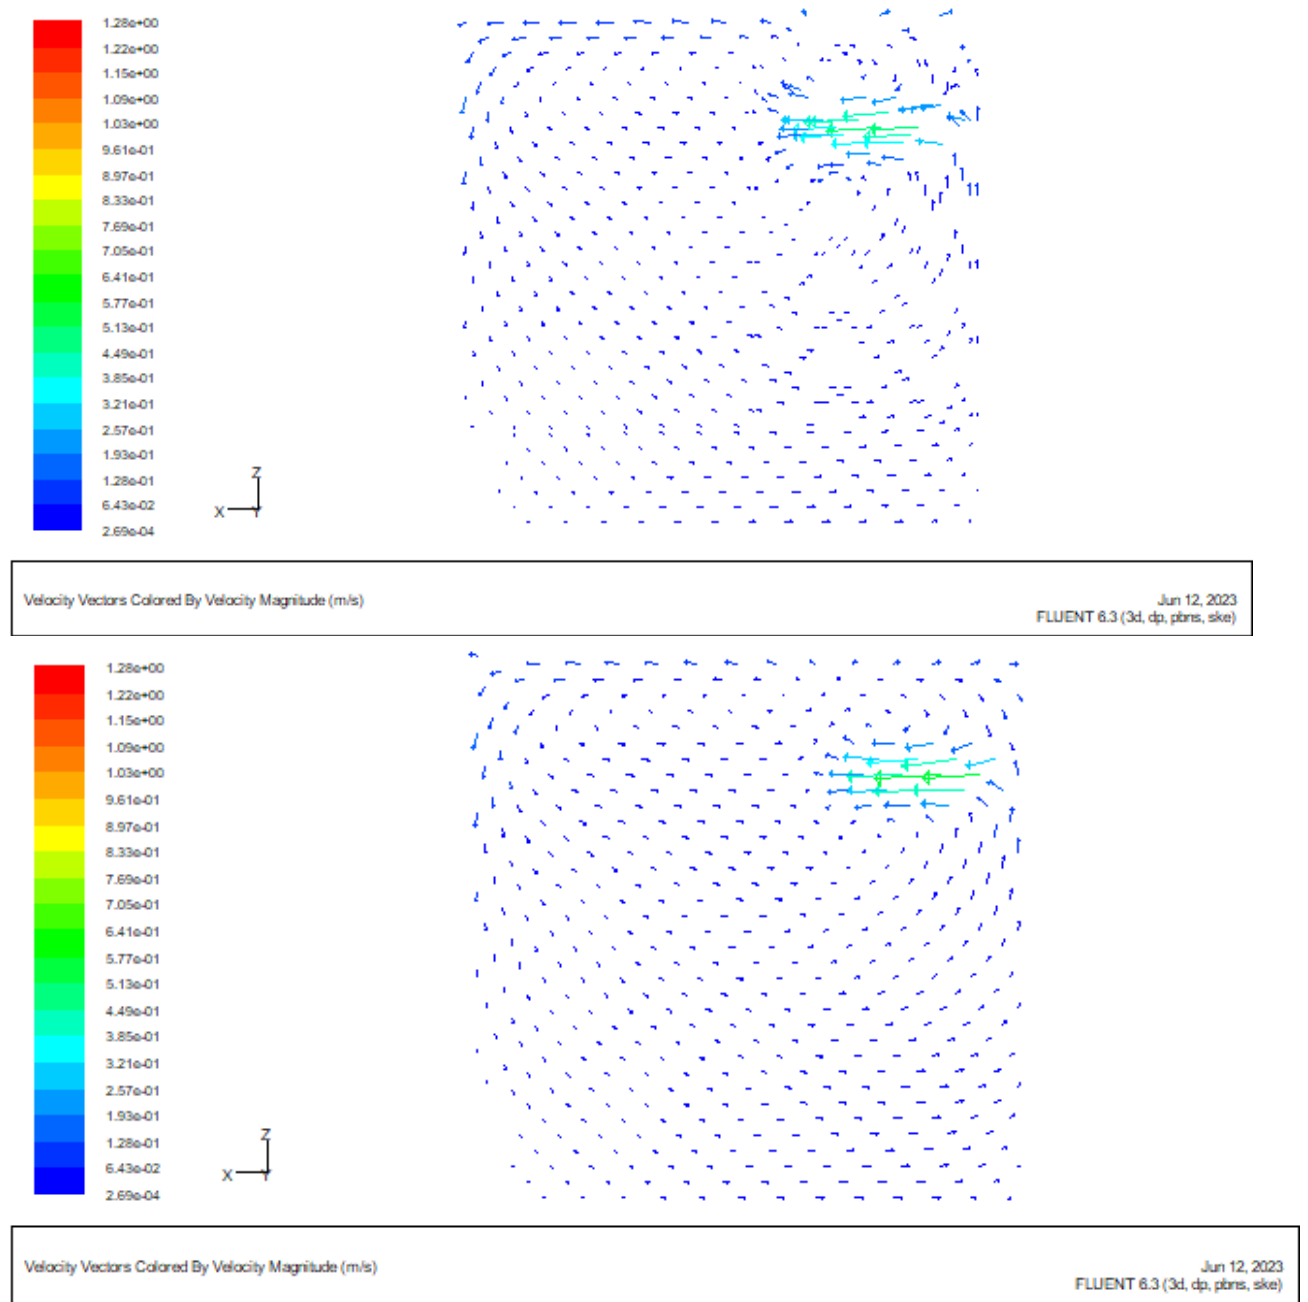 1.28e+00
1.22e+00
1.15e+00
1.09e+00
1.03e+00
9.61e-01
8.97e-01
8.33e-01
7.69e-01
7.05e-01
6.41e-01
5.77e-01
5.13e-01
4.49e-01
3.85e-01
3.21e-01
2.57e-01
1.93e-01
1.28e-01
6.43e-02
2.69e-04
Z
X Y
Velocity Vectors Colored By Velocity Magnitude (m/s)
Jun 12, 2023
FLUENT 6.3 (3d, dp, pbns, ske)
1.28e+00
1.22e+00
1.15e+00
1.09e+00
1.03e+00
9.61e-01
8.97e-01
8.33e-01
7.69e-01
7.05e-01
6.41e-01
5.77e-01
5.13e-01
4.49e-01
3.85e-01
3.21e-01
2.57e-01
1.93e-01
1.28e-01
6.43e-02
2.69e-04
Z
X Y
Velocity Vectors Colored By Velocity Magnitude (m/s)
Jun 12, 2023
FLUENT 6.3 (3d, dp, pbns, ske)